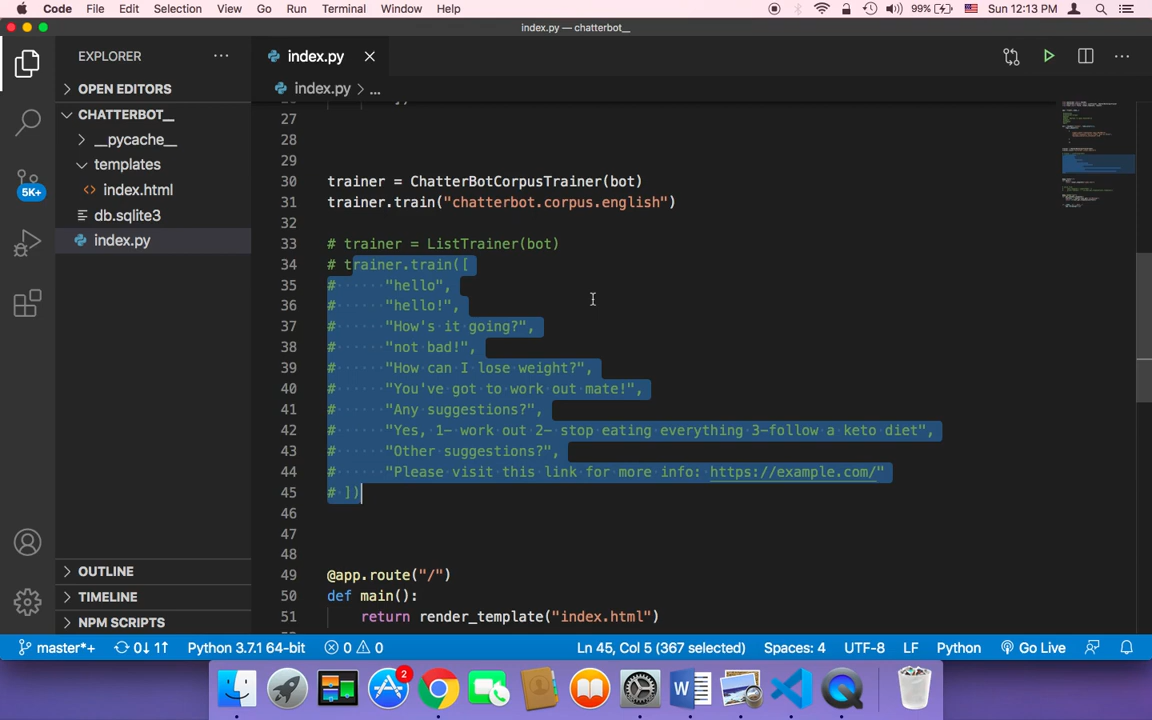 Code File Edit Selection View Go Run Terminal Window Help 99% Sun 12:13 PM
index.py — chatterbot_
EXPLORER
index.py
OPEN EDITORS
index.py > ...
CHATTERBOT_
__pycache__
templates
index.html
db.sqlite3
index.py
5K+
27
28
29
30 trainer = ChatterBotCorpusTrainer(bot)
31 trainer.train("chatterbot.corpus.english")
32
33 # trainer = ListTrainer(bot)
34 # trainer.train([
35 # "hello",
36 # "hello!",
37 # "How's it going?",
38 # "not bad!",
39 # "How can I lose weight?",
40 # "You've got to work out mate!",
41 # "Any suggestions?",
42 # "Yes, 1- work out 2- stop eating everything 3-follow a keto diet",
43 # "Other suggestions?",
44 # "Please visit this link for more info: https://example.com/"
45 # ])
46
47
48
49 @app.route("/")
50 def main():
51 return render_template("index.html")
OUTLINE
TIMELINE
NPM SCRIPTS
master*+ 0↓ 1↑ Python 3.7.1 64-bit 0 0 Ln 45, Col 5 (367 selected) Spaces: 4 UTF-8 LF Python Go Live
2